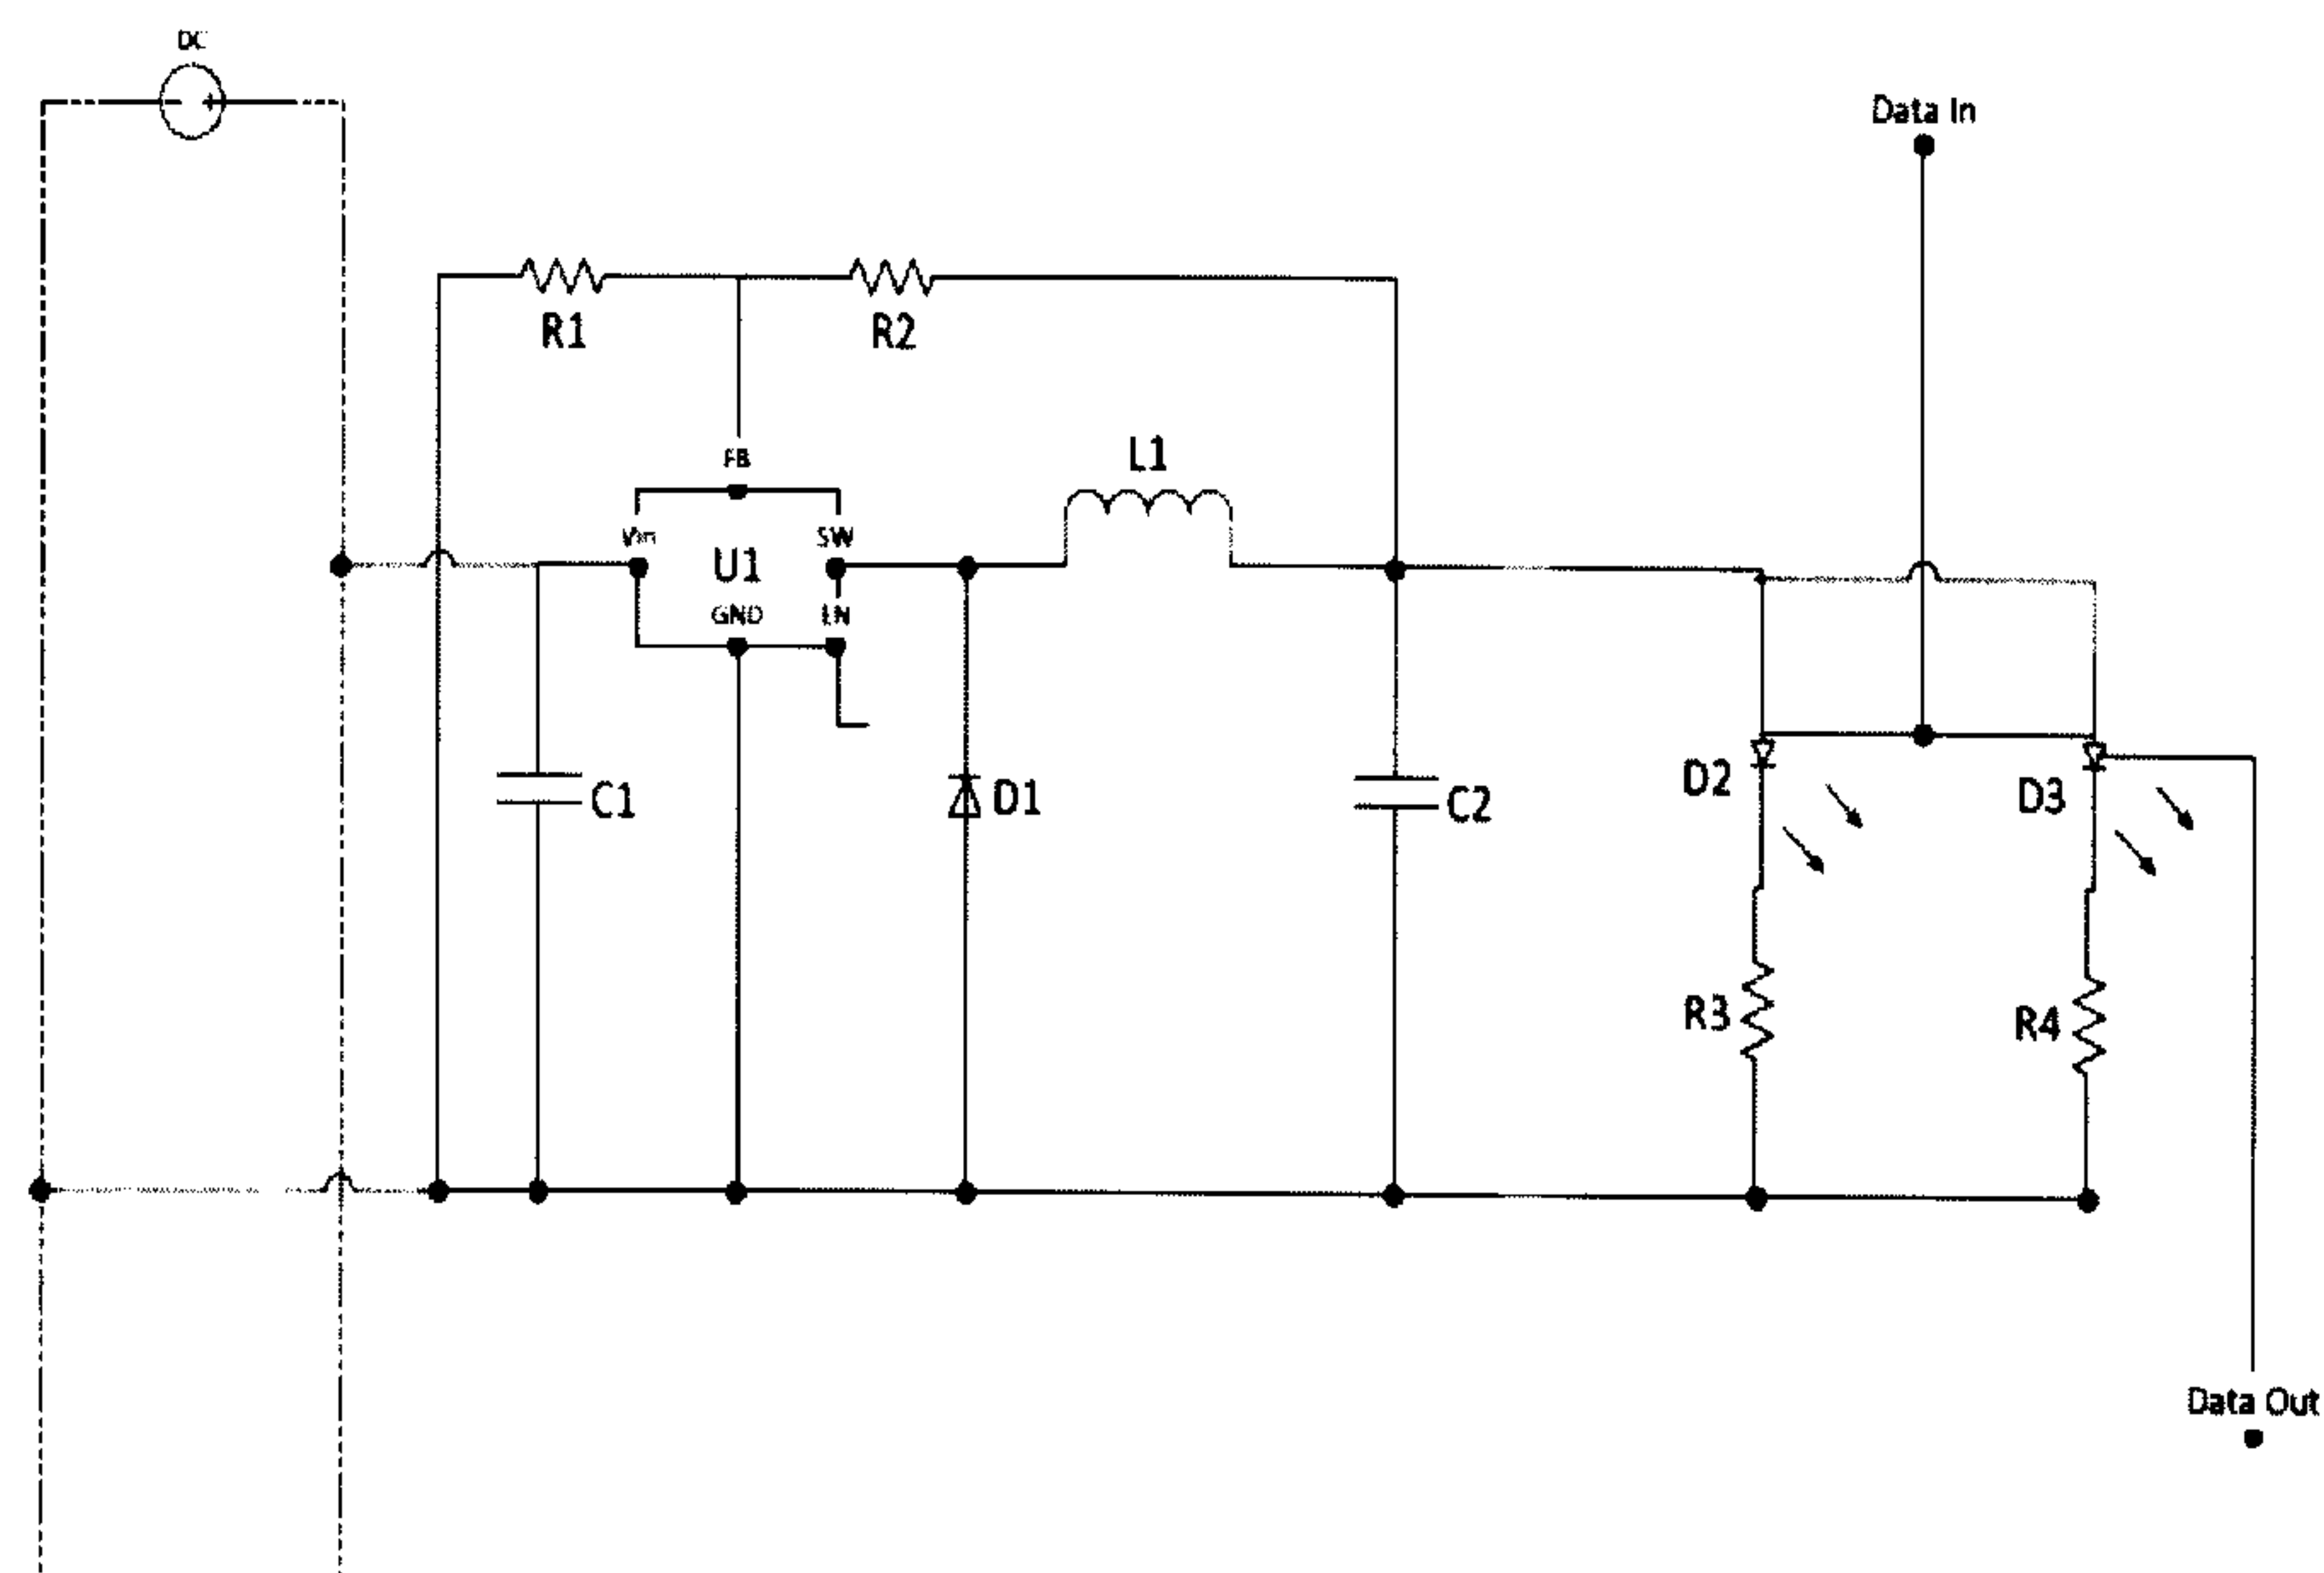 DC
Data In
R1
R2
FB
L1
Vin
SW
U1
GND
EN
D2
D3
C1
D1
C2
R3
R4
Data Out